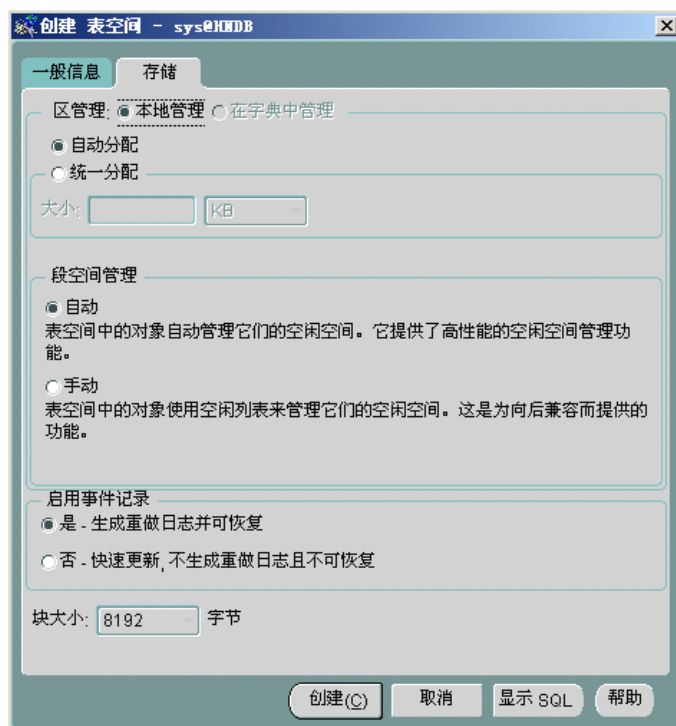 创建 表空间 - sys@HNDB
一般信息 存储
区管理: 本地管理 在字典中管理
自动分配
统一分配
大小: KB
段空间管理
自动
表空间中的对象自动管理它们的空闲空间。它提供了高性能的空闲空间管理功
能。
手动
表空间中的对象使用空闲列表来管理它们的空闲空间。这是为向后兼容而提供的
功能。
启用事件记录
是 - 生成重做日志并可恢复
否 - 快速更新, 不生成重做日志且不可恢复
块大小: 8192 字节
创建(C) 取消 显示 SQL 帮助